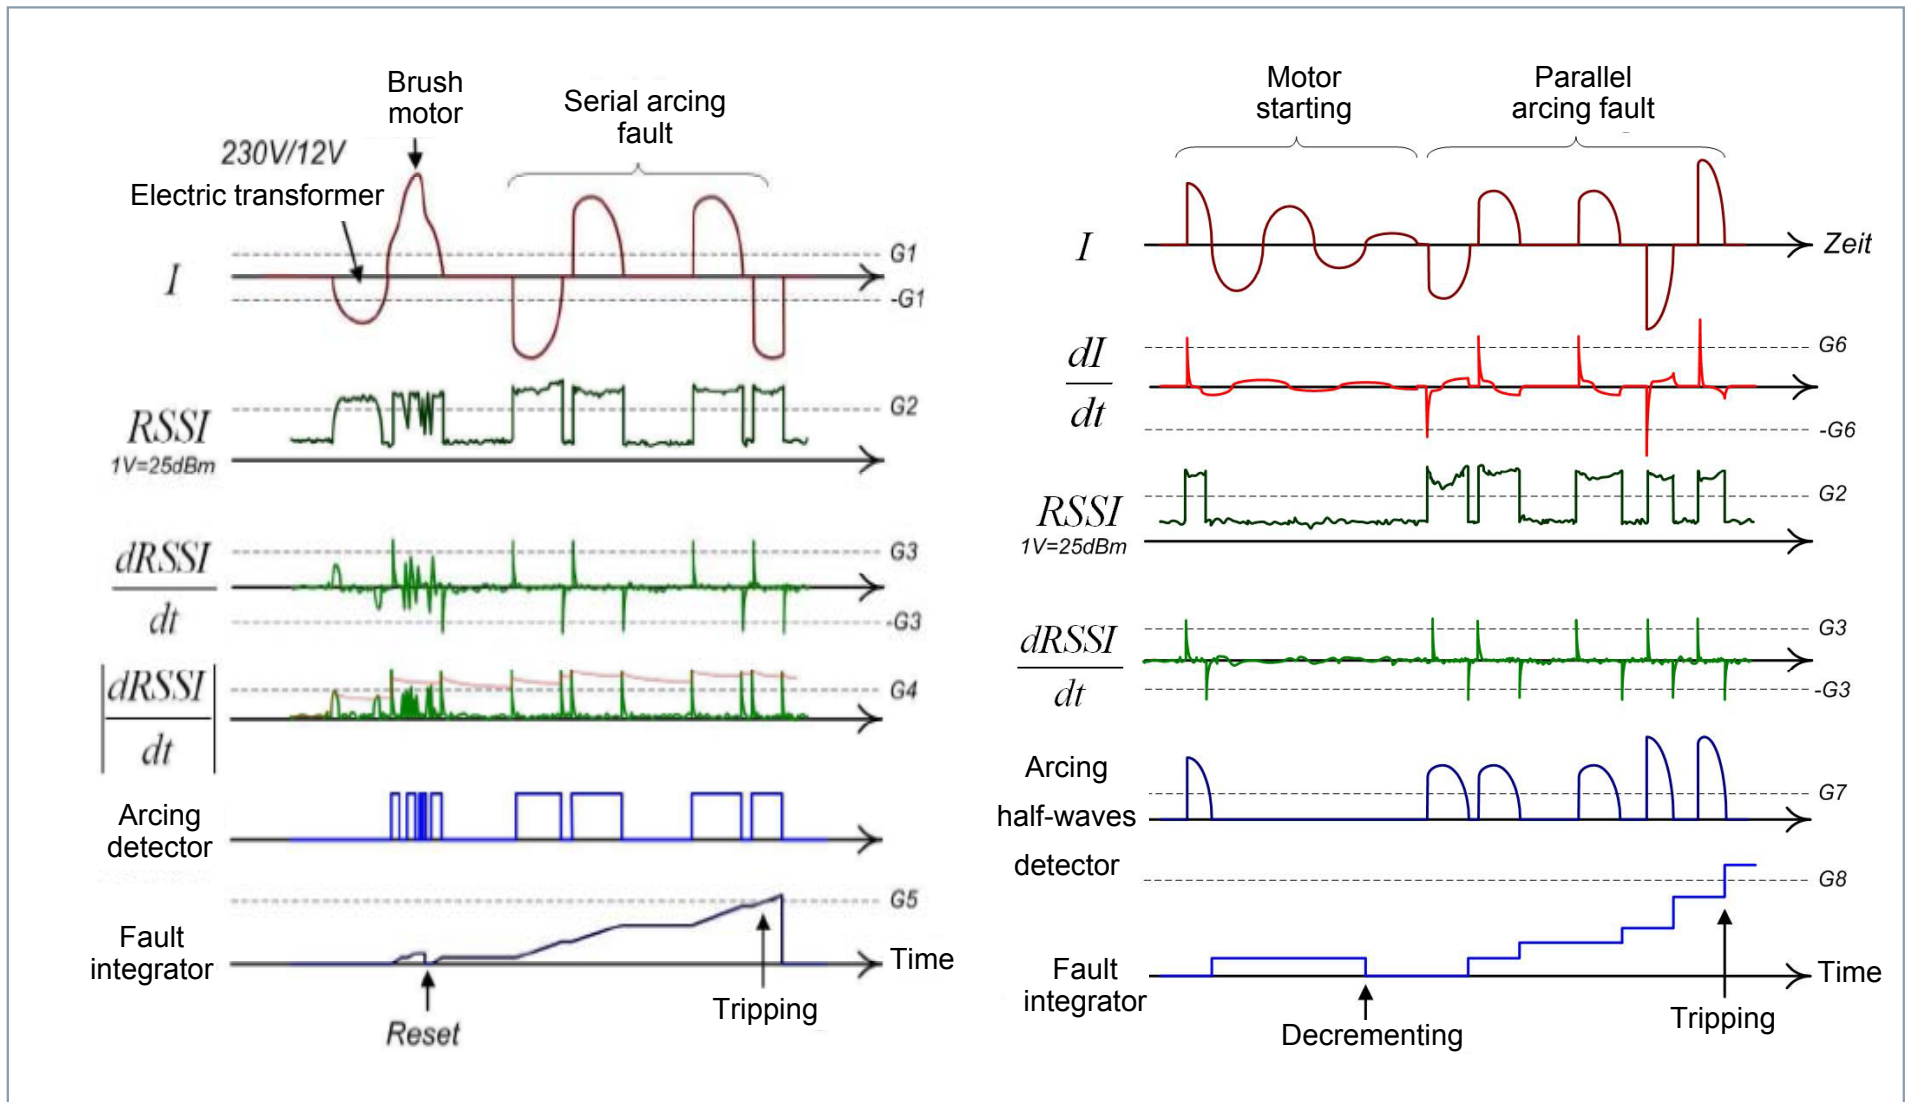 Brush
motor
Serial arcing
fault
230V/12V
Electric transformer
I
G1
-G1
RSSI
1V=25dBm
G2
dRSSI
dt
G3
-G3
|dRSSI
dt|
G4
Arcing
detector
Fault
integrator
G5
Time
Reset
Tripping
Motor
starting
Parallel
arcing fault
I
Zeit
dI
dt
G6
-G6
RSSI
1V=25dBm
G2
dRSSI
dt
G3
-G3
Arcing
half-waves
detector
G7
G8
Fault
integrator
Time
Decrementing
Tripping